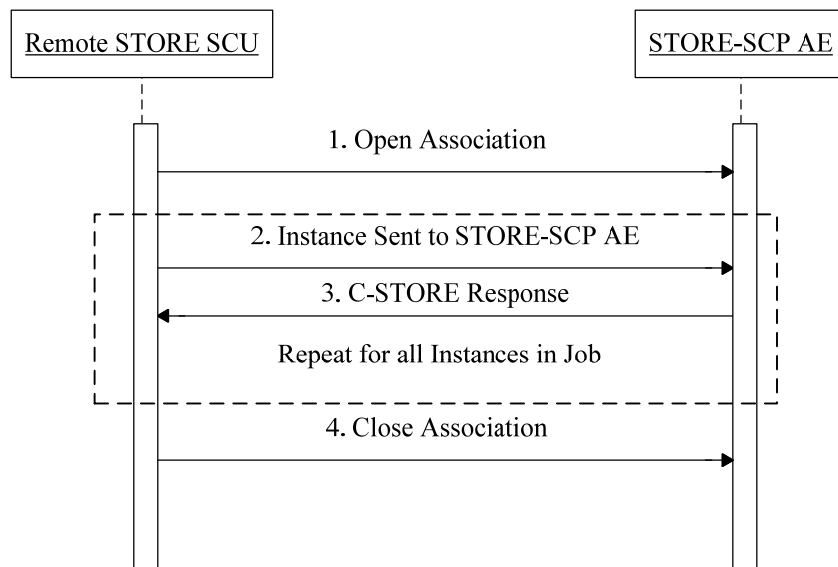 Remote STORE SCU
STORE-SCP AE
1. Open Association
2. Instance Sent to STORE-SCP AE
3. C-STORE Response
Repeat for all Instances in Job
4. Close Association